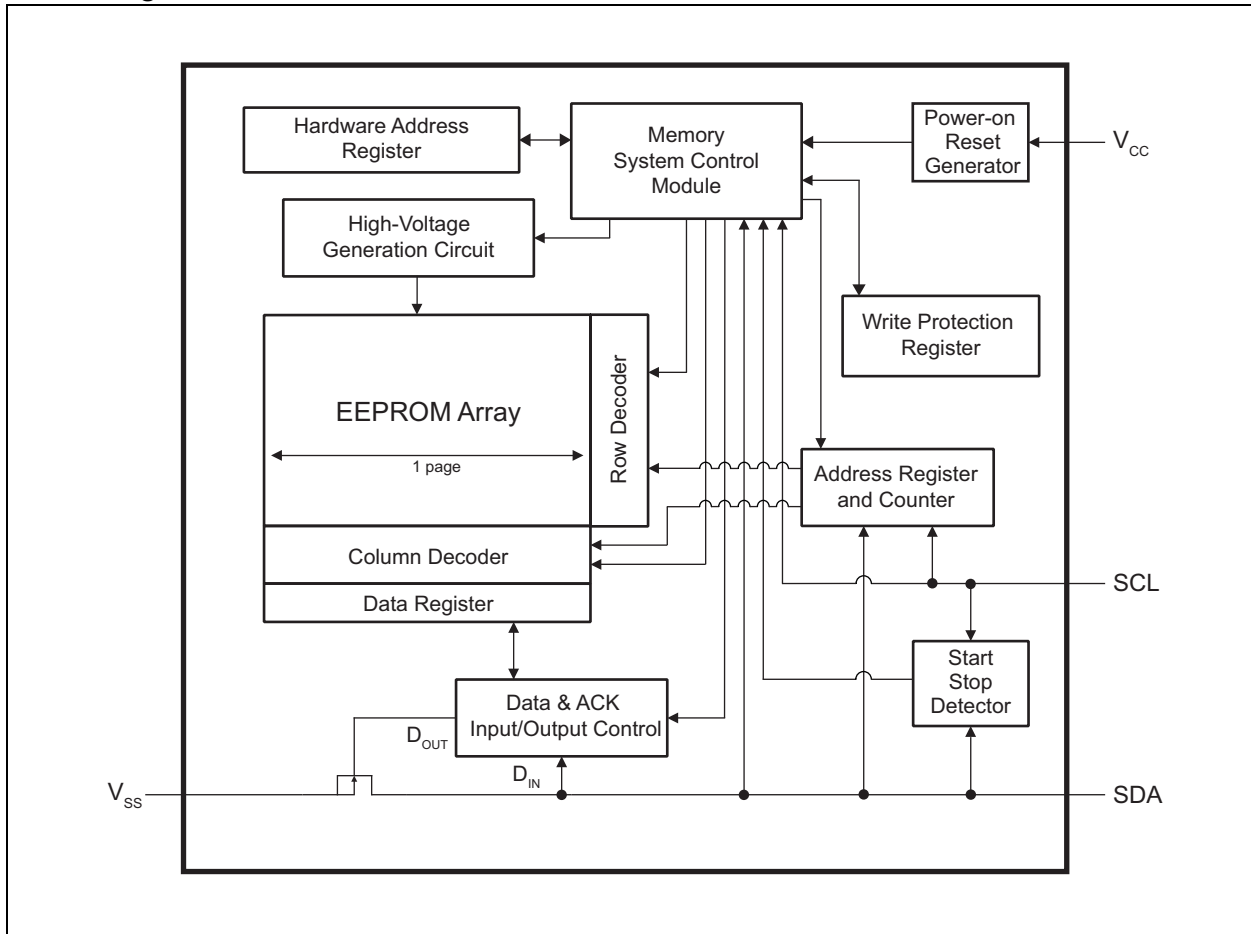 Hardware Address
Register
Memory
System Control
Module
Power-on
Reset
Generator
VCC
High-Voltage
Generation Circuit
Write Protection
Register
EEPROM Array
1 page
Row Decoder
Address Register
and Counter
Column Decoder
Data Register
SCL
Start
Stop
Detector
Data & ACK
Input/Output Control
DOUT
DIN
VSS
SDA